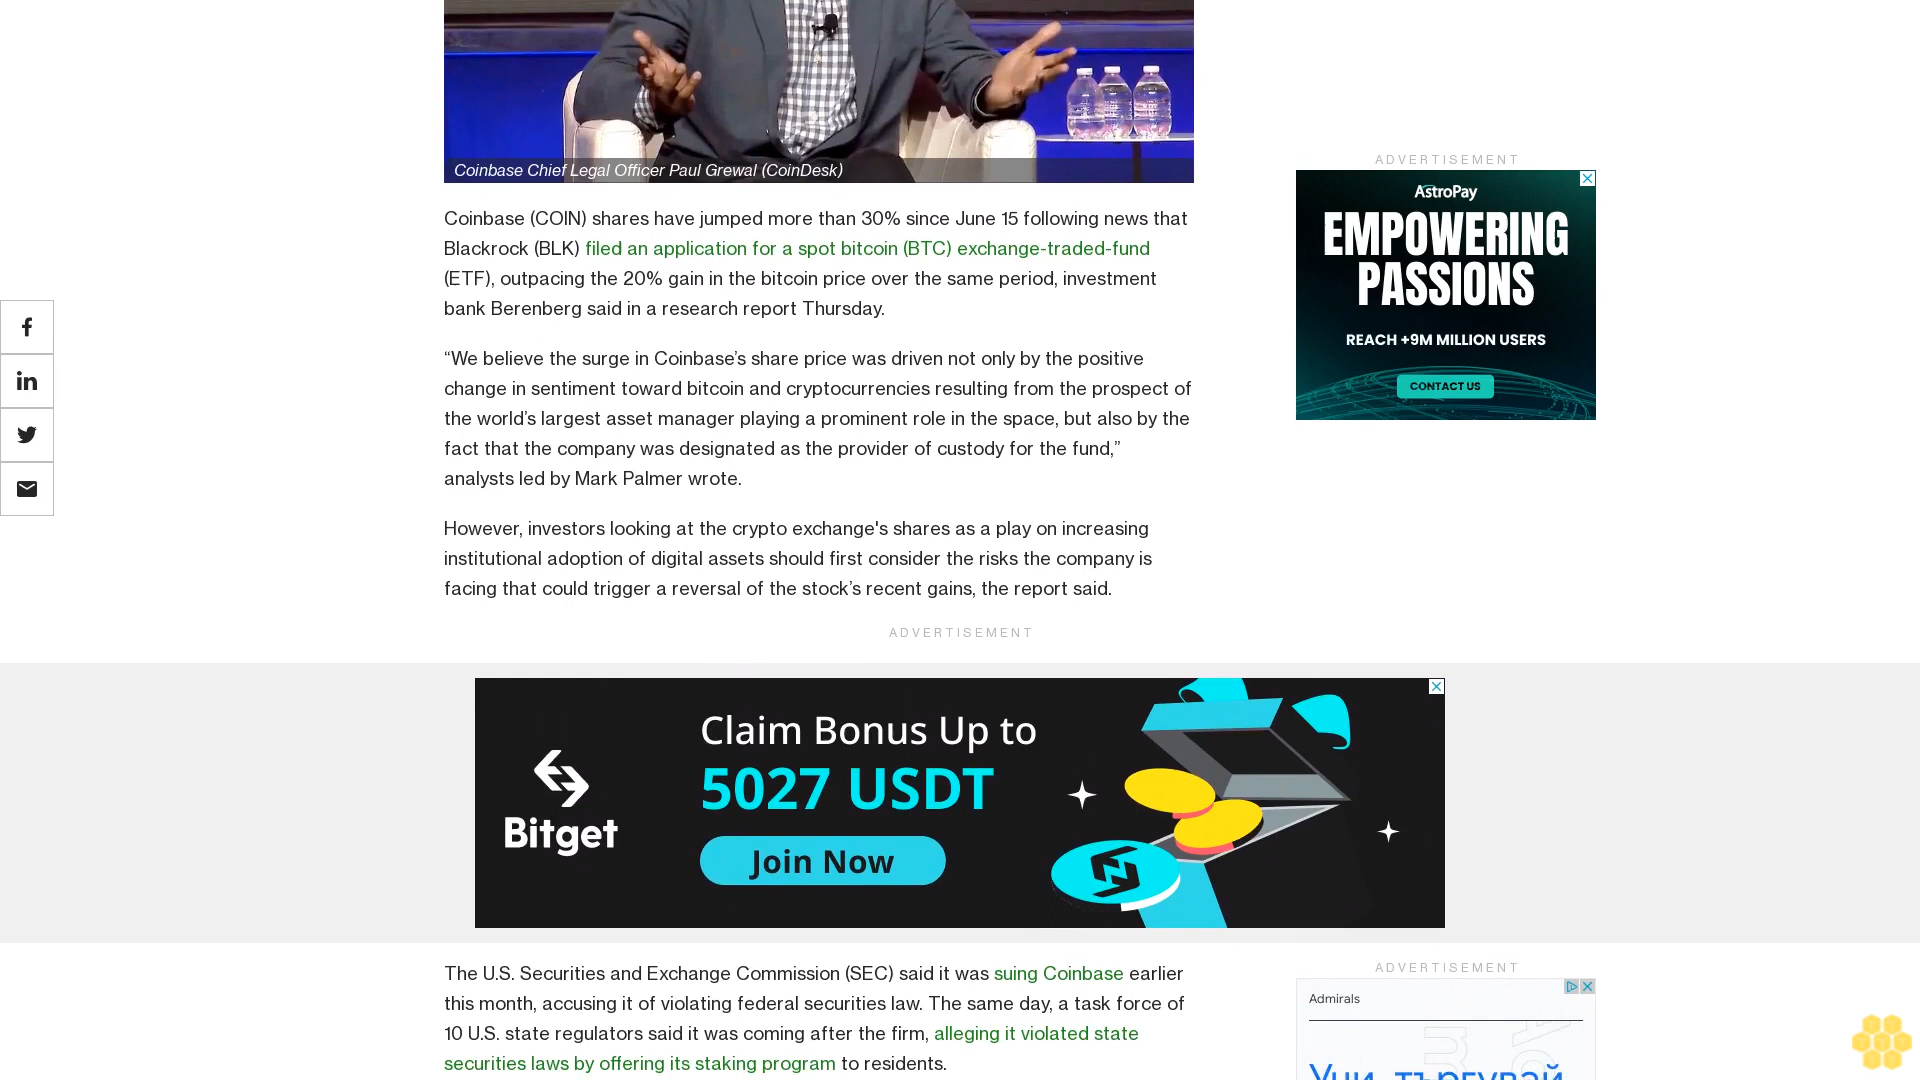 Coinbase Chief Legal Officer Paul Grewal (CoinDesk)
Coinbase (COIN) shares have jumped more than 30% since June 15 following news that
Blackrock (BLK) filed an application for a spot bitcoin (BTC) exchange-traded-fund
(ETF), outpacing the 20% gain in the bitcoin price over the same period, investment
bank Berenberg said in a research report Thursday.
“We believe the surge in Coinbase’s share price was driven not only by the positive
change in sentiment toward bitcoin and cryptocurrencies resulting from the prospect of
the world’s largest asset manager playing a prominent role in the space, but also by the
fact that the company was designated as the provider of custody for the fund,”
analysts led by Mark Palmer wrote.
However, investors looking at the crypto exchange's shares as a play on increasing
institutional adoption of digital assets should first consider the risks the company is
facing that could trigger a reversal of the stock’s recent gains, the report said.
ADVERTISEMENT
AstroPay
EMPOWERING
PASSIONS
REACH +9M MILLION USERS
CONTACT US
ADVERTISEMENT
Bitget
Claim Bonus Up to
5027 USDT
Join Now
The U.S. Securities and Exchange Commission (SEC) said it was suing Coinbase earlier
this month, accusing it of violating federal securities law. The same day, a task force of
10 U.S. state regulators said it was coming after the firm, alleging it violated state
securities laws by offering its staking program to residents.
ADVERTISEMENT
Admirals
Учи, търгувай